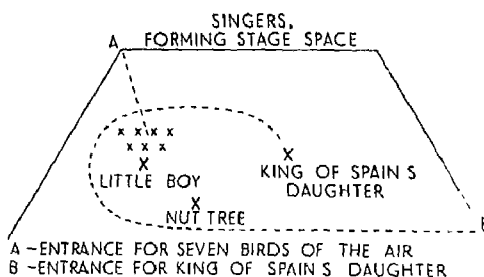 SINGERS,
FORMING STAGE SPACE
A
x x x x
x x x
X
LITTLE BOY
X
KING OF SPAIN S
DAUGHTER
X
NUT TREE
B
A -ENTRANCE FOR SEVEN BIRDS OF THE AIR
B -ENTRANCE FOR KING OF SPAIN S DAUGHTER